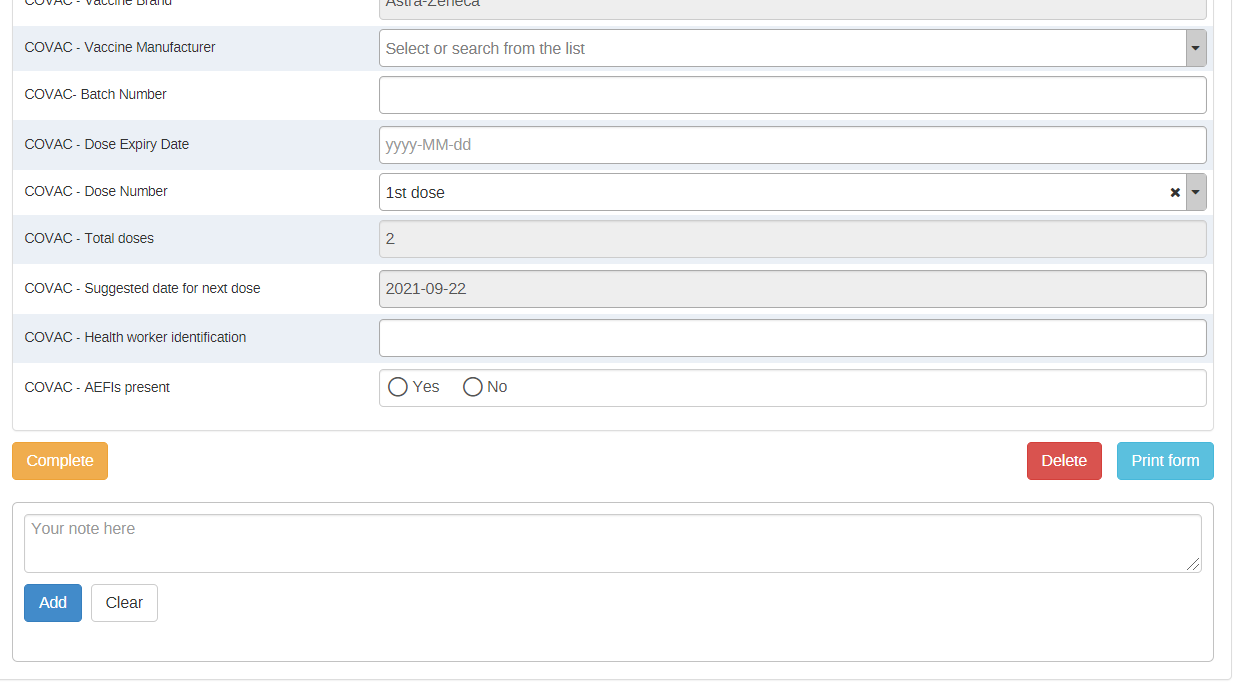 COVAC - Vaccine Brand Astra-Zeneca
COVAC - Vaccine Manufacturer Select or search from the list
COVAC- Batch Number
COVAC - Dose Expiry Date yyyy-MM-dd
COVAC - Dose Number 1st dose
COVAC - Total doses 2
COVAC - Suggested date for next dose 2021-09-22
COVAC - Health worker identification
COVAC - AEFIs present Yes No
Complete Delete Print form
Your note here
Add Clear